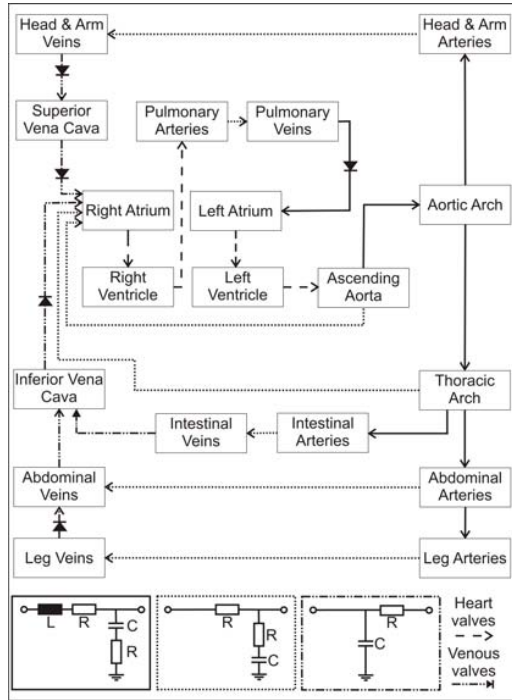 Head & Arm
Veins
Head & Arm
Arteries
Superior
Vena Cava
Pulmonary
Arteries
Pulmonary
Veins
Right Atrium
Left Atrium
Aortic Arch
Right
Ventricle
Left
Ventricle
Ascending
Aorta
Inferior Vena
Cava
Thoracic
Arch
Intestinal
Veins
Intestinal
Arteries
Abdominal
Veins
Abdominal
Arteries
Leg Veins
Leg Arteries
L
R
C
R
R
R
C
R
C
Heart
valves
Venous
valves